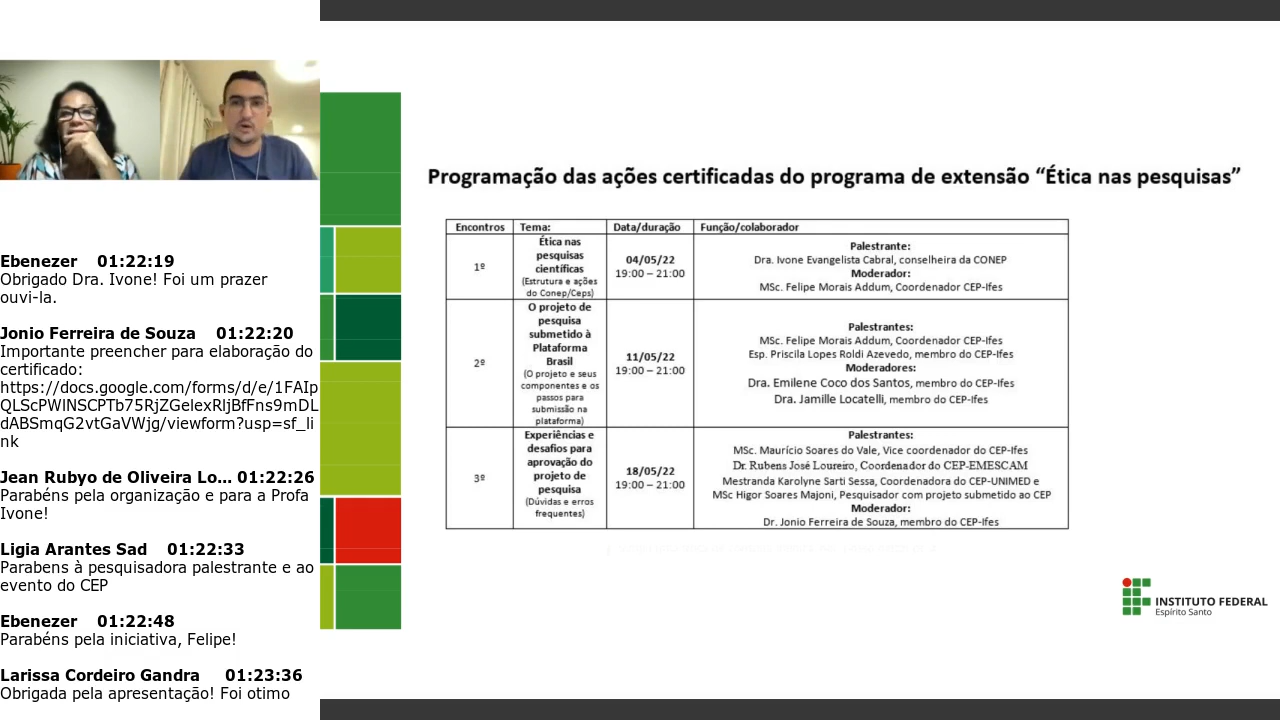 Ebenezer 01:22:19
Obrigado Dra. Ivone! Foi um prazer
ouvi-la.
Jonio Ferreira de Souza 01:22:20
Importante preencher para elaboração do
certificado:
https://docs.google.com/forms/d/e/1FAIp
QLScPWlNSCPTb75RjZGelexRljBfFns9mDL
dABSmqG2vtGaVWjg/viewform?usp=sf_li
nk
Jean Rubyo de Oliveira Lo... 01:22:26
Parabéns pela organização e para a Profa
Ivone!
Ligia Arantes Sad 01:22:33
Parabens à pesquisadora palestrante e ao
evento do CEP
Ebenezer 01:22:48
Parabéns pela iniciativa, Felipe!
Larissa Cordeiro Gandra 01:23:36
Obrigada pela apresentação! Foi otimo
Programação das ações certificadas do programa de extensão “Ética nas pesquisas”
Encontros Tema: Data/duração Função/colaborador
1º
Ética nas
pesquisas
científicas
(Estrutura e ações
do Conep/Ceps)
04/05/22
19:00 – 21:00
Palestrante:
Dra. Ivone Evangelista Cabral, conselheira da CONEP
Moderador:
MSc. Felipe Morais Addum, Coordenador CEP-Ifes
2º
O projeto de
pesquisa
submetido à
Plataforma
Brasil
(O projeto e seus
componentes e os
passos para
submissão na
plataforma)
11/05/22
19:00 – 21:00
Palestrantes:
MSc. Felipe Morais Addum, Coordenador CEP-Ifes
Esp. Priscila Lopes Roldi Azevedo, membro do CEP-Ifes
Moderadores:
Dra. Emilene Coco dos Santos, membro do CEP-Ifes
Dra. Jamille Locatelli, membro do CEP-Ifes
3º
Experiências e
desafios para
aprovação do
projeto de
pesquisa
(Dúvidas e erros
frequentes)
18/05/22
19:00 – 21:00
Palestrantes:
MSc. Maurício Soares do Vale, Vice coordenador do CEP-Ifes
Dr. Rubens José Loureiro, Coordenador do CEP-EMESCAM
Mestranda Karolyne Sarti Sessa, Coordenadora do CEP-UNIMED e
MSc Higor Soares Majoni, Pesquisador com projeto submetido ao CEP
Moderador:
Dr. Jonio Ferreira de Souza, membro do CEP-Ifes
INSTITUTO FEDERAL
Espírito Santo